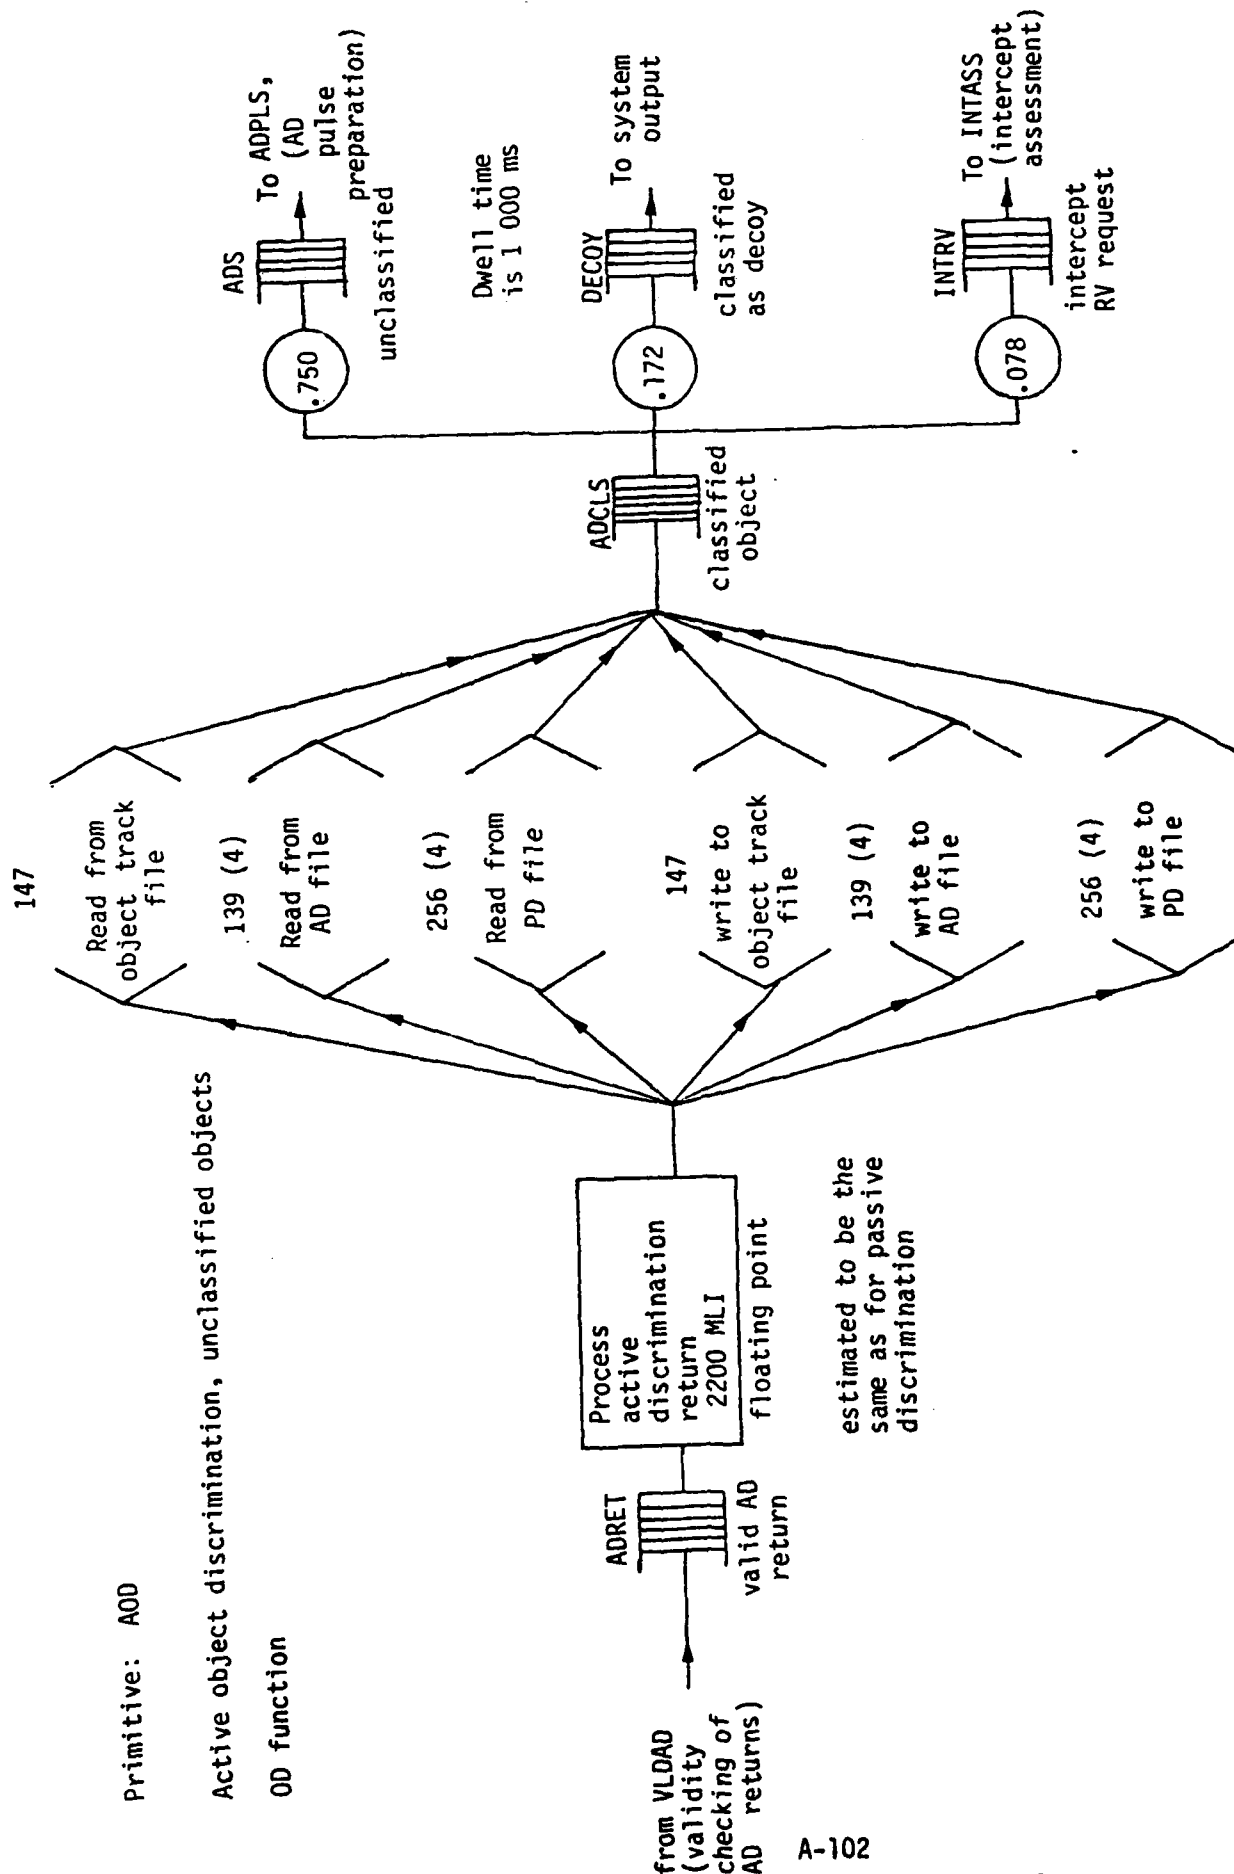 Primitive: AOD
Active object discrimination, unclassified objects
OD function
from VLDAD
(validity
checking of
AD returns)
ADRET
valid AD
return
Process
active
discrimination
return
2200 MLI
floating point
estimated to be the
same as for passive
discrimination
147
Read from
object track
file
139 (4)
Read from
AD file
256 (4)
Read from
PD file
147
write to
object track
file
139 (4)
write to
AD file
256 (4)
write to
PD file
ADCLS
classified
object
.750
ADS
To ADPLS,
(AD
pulse
preparation)
unclassified
Dwell time
is 1 000 ms
.172
DECOY
To system
output
classified
as decoy
.078
INTRV
To INTASS
(intercept
assessment)
intercept
RV request
A-102